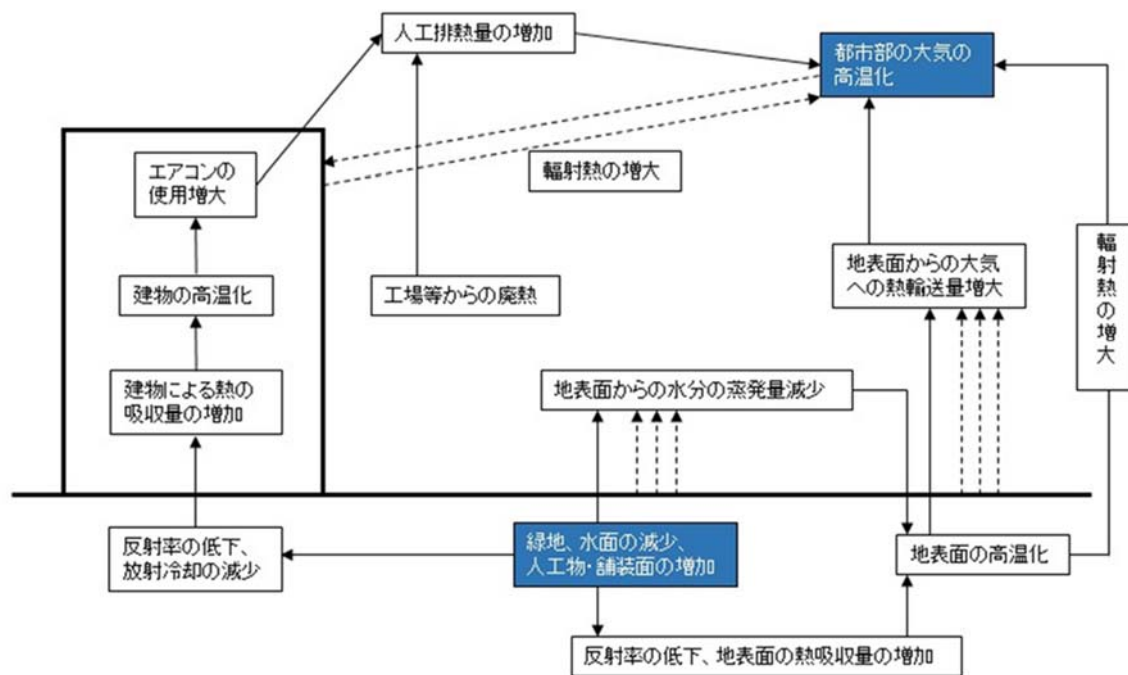 人工排熱量の増加
都市部の大気の
高温化
エアコンの
使用増大
輻射熱の増大
建物の高温化
工場等からの廃熱
地表面からの大気
への熱輸送量増大
輻射熱の増大
建物による熱の
吸収量の増加
地表面からの水分の蒸発量減少
反射率の低下、
放射冷却の減少
緑地、水面の減少、
人工物・舗装面の増加
地表面の高温化
反射率の低下、地表面の熱吸収量の増加